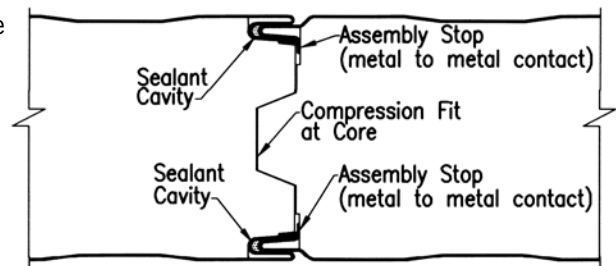 e
Assembly Stop
(metal to metal contact)
Sealant
Cavity
Compression Fit
at Core
Sealant
Cavity
Assembly Stop
(metal to metal contact)